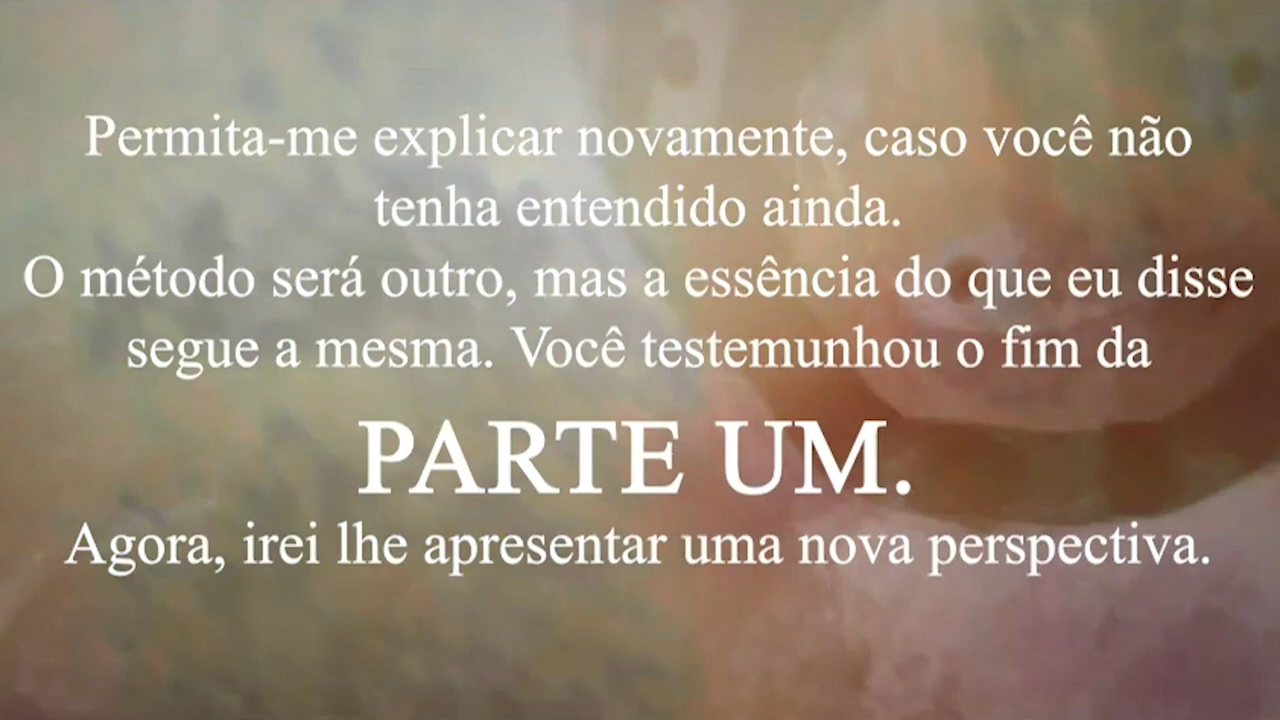 Permita-me explicar novamente, caso você não
tenha entendido ainda.
O método será outro, mas a essência do que eu disse
segue a mesma. Você testemunhou o fim da
PARTE UM.
Agora, irei lhe apresentar uma nova perspectiva.